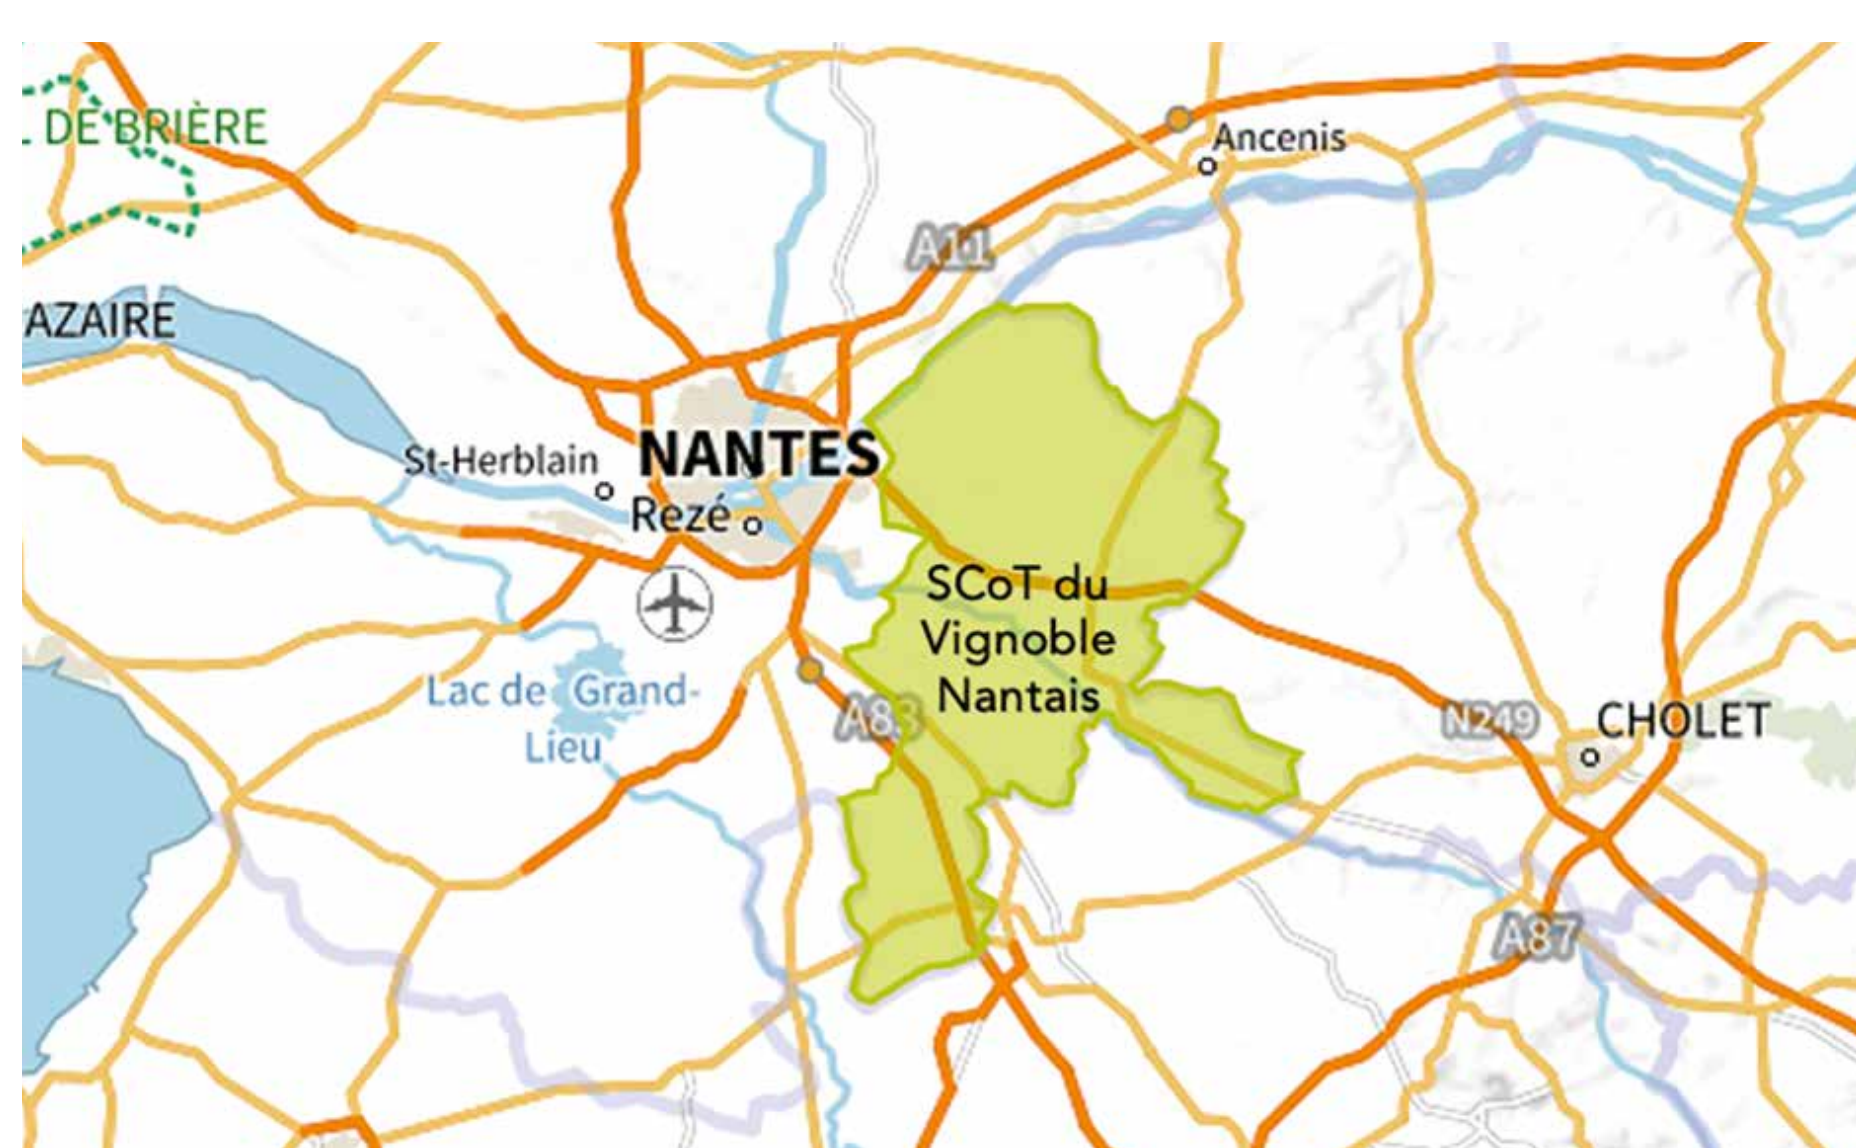 DE BRIÈRE
Ancenis
A11
AZAIRE
NANTES
St-Herblain
Rezé
SCoT du
Vignoble
Nantais
Lac de Grand-
Lieu
A83
N249
CHOLET
A87